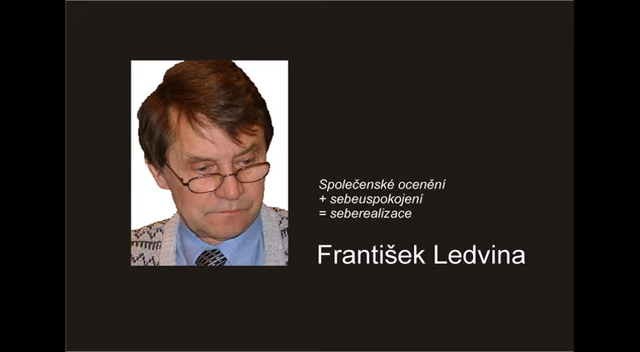 Společenské ocenění
+ sebeuspokojení
= seberealizace
František Ledvina